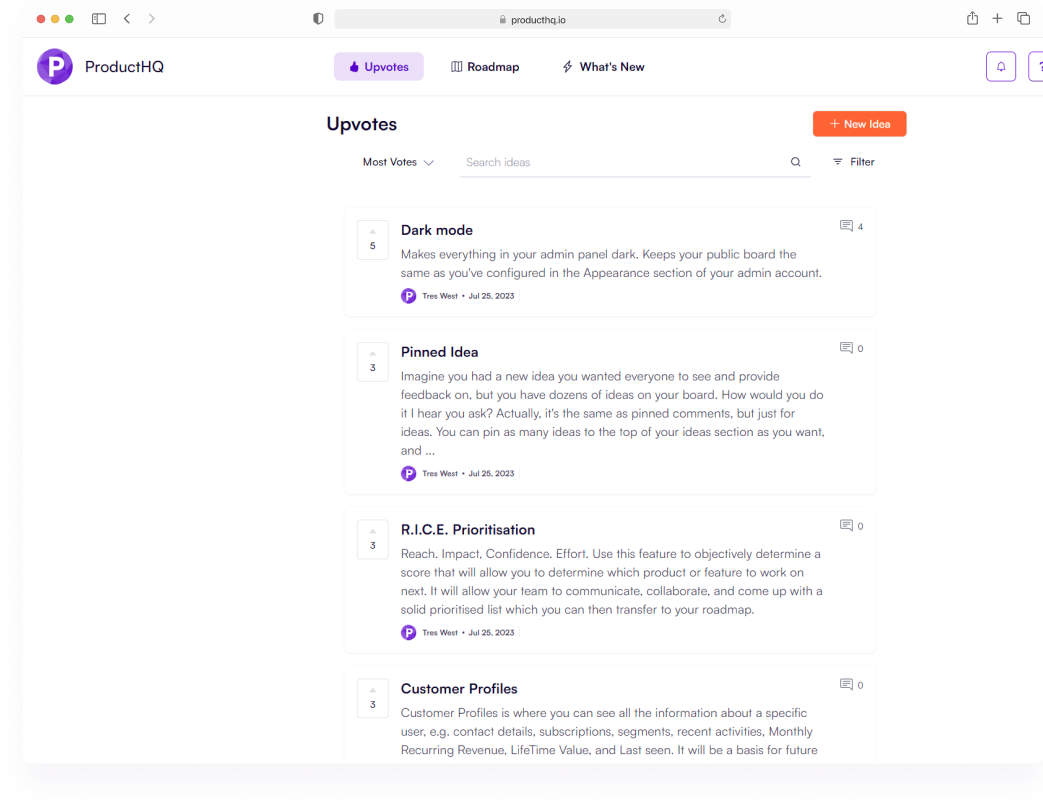 producthq.io
P ProductHQ
Upvotes Roadmap What's New
?
Upvotes
+ New Idea
Most Votes Search ideas Filter
5
Dark mode
4
Makes everything in your admin panel dark. Keeps your public board the
same as you've configured in the Appearance section of your admin account.
P Tres West • Jul 25, 2023
3
Pinned Idea
0
Imagine you had a new idea you wanted everyone to see and provide
feedback on, but you have dozens of ideas on your board. How would you do
it I hear you ask? Actually, it's the same as pinned comments, but just for
ideas. You can pin as many ideas to the top of your ideas section as you want,
and ...
P Tres West • Jul 25, 2023
3
R.I.C.E. Prioritisation
0
Reach. Impact, Confidence. Effort. Use this feature to objectively determine a
score that will allow you to determine which product or feature to work on
next. It will allow your team to communicate, collaborate, and come up with a
solid prioritised list which you can then transfer to your roadmap.
P Tres West • Jul 25, 2023
3
Customer Profiles
0
Customer Profiles is where you can see all the information about a specific
user, e.g. contact details, subscriptions, segments, recent activities, Monthly
Recurring Revenue, LifeTime Value, and Last seen. It will be a basis for future